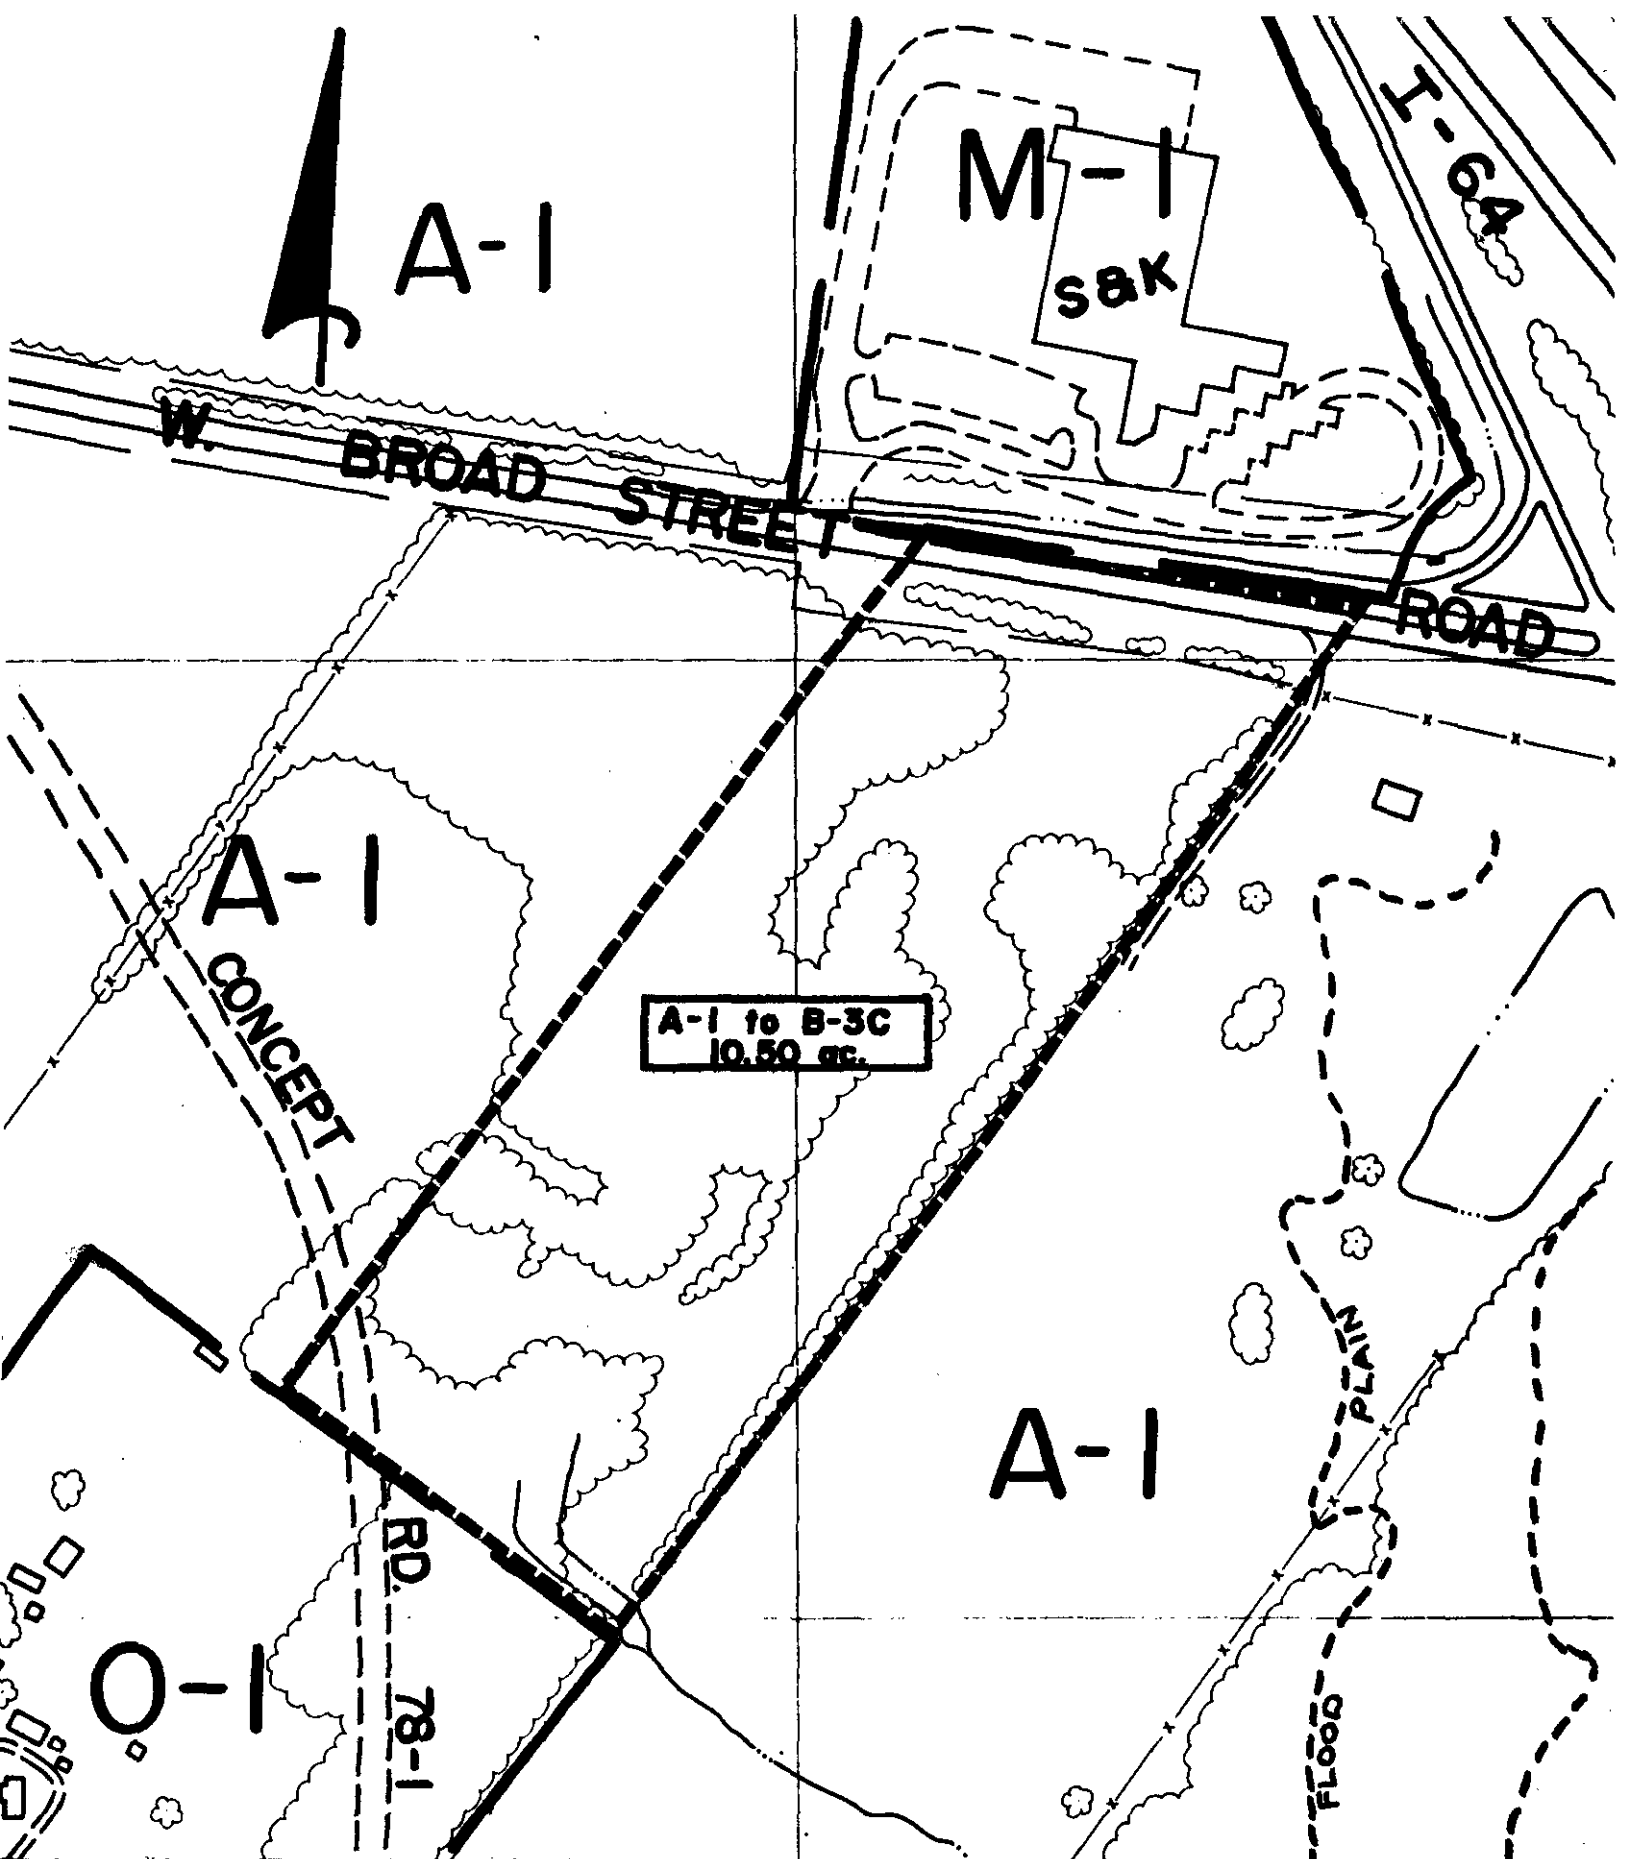 I-64
M-1
A-1
S&K
W. BROAD STREET ROAD
A-1
CONCEPT RD. 78-1
A-1 to B-3C
10.50 ac.
A-1
FLOOD PLAIN
O-1